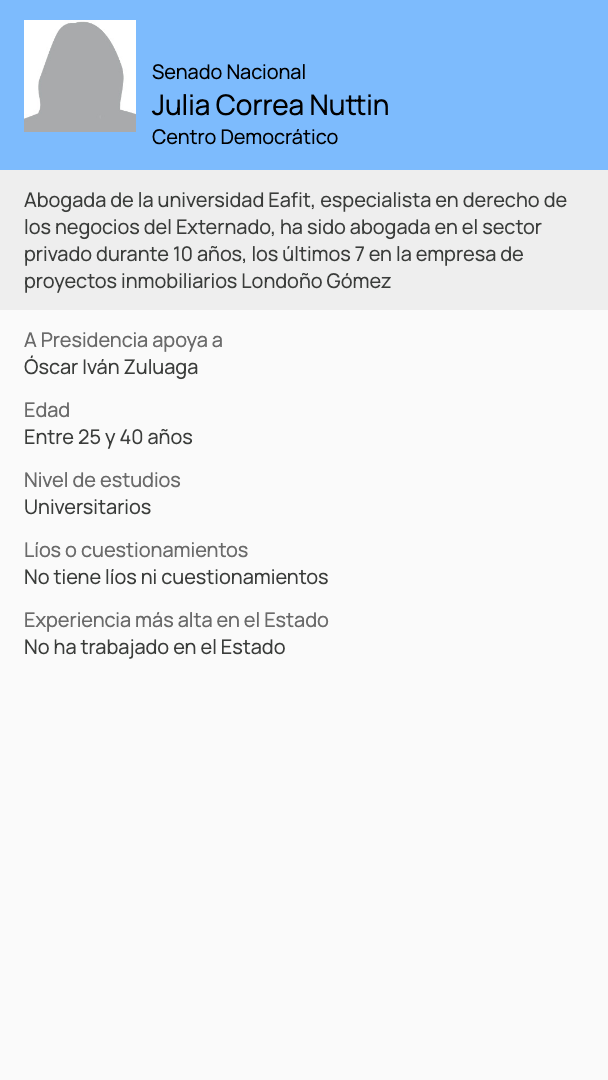 Senado Nacional
Julia Correa Nuttin
Centro Democrático
Abogada de la universidad Eafit, especialista en derecho de
los negocios del Externado, ha sido abogada en el sector
privado durante 10 años, los últimos 7 en la empresa de
proyectos inmobiliarios Londoño Gómez
A Presidencia apoya a
Óscar Iván Zuluaga
Edad
Entre 25 y 40 años
Nivel de estudios
Universitarios
Líos o cuestionamientos
No tiene líos ni cuestionamientos
Experiencia más alta en el Estado
No ha trabajado en el Estado